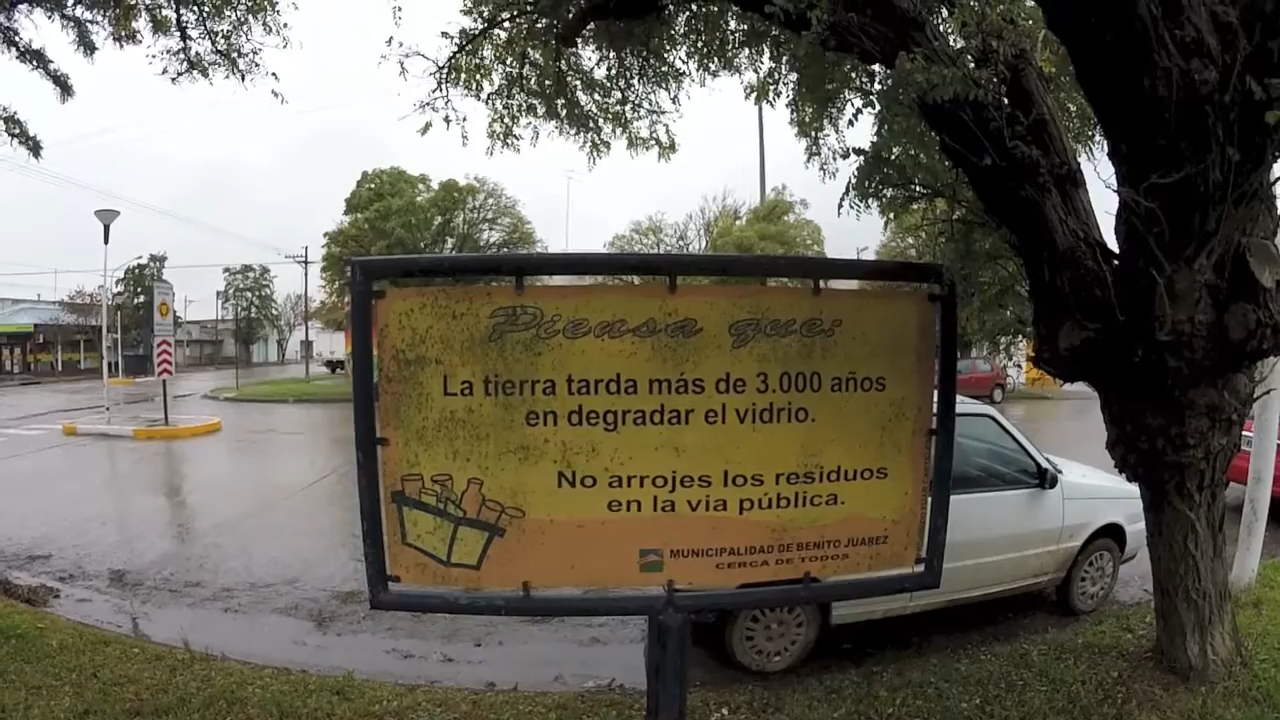 Piensa que:
La tierra tarda más de 3.000 años
en degradar el vidrio.
No arrojes los residuos
en la via pública.
MUNICIPALIDAD DE BENITO JUAREZ
CERCA DE TODOS